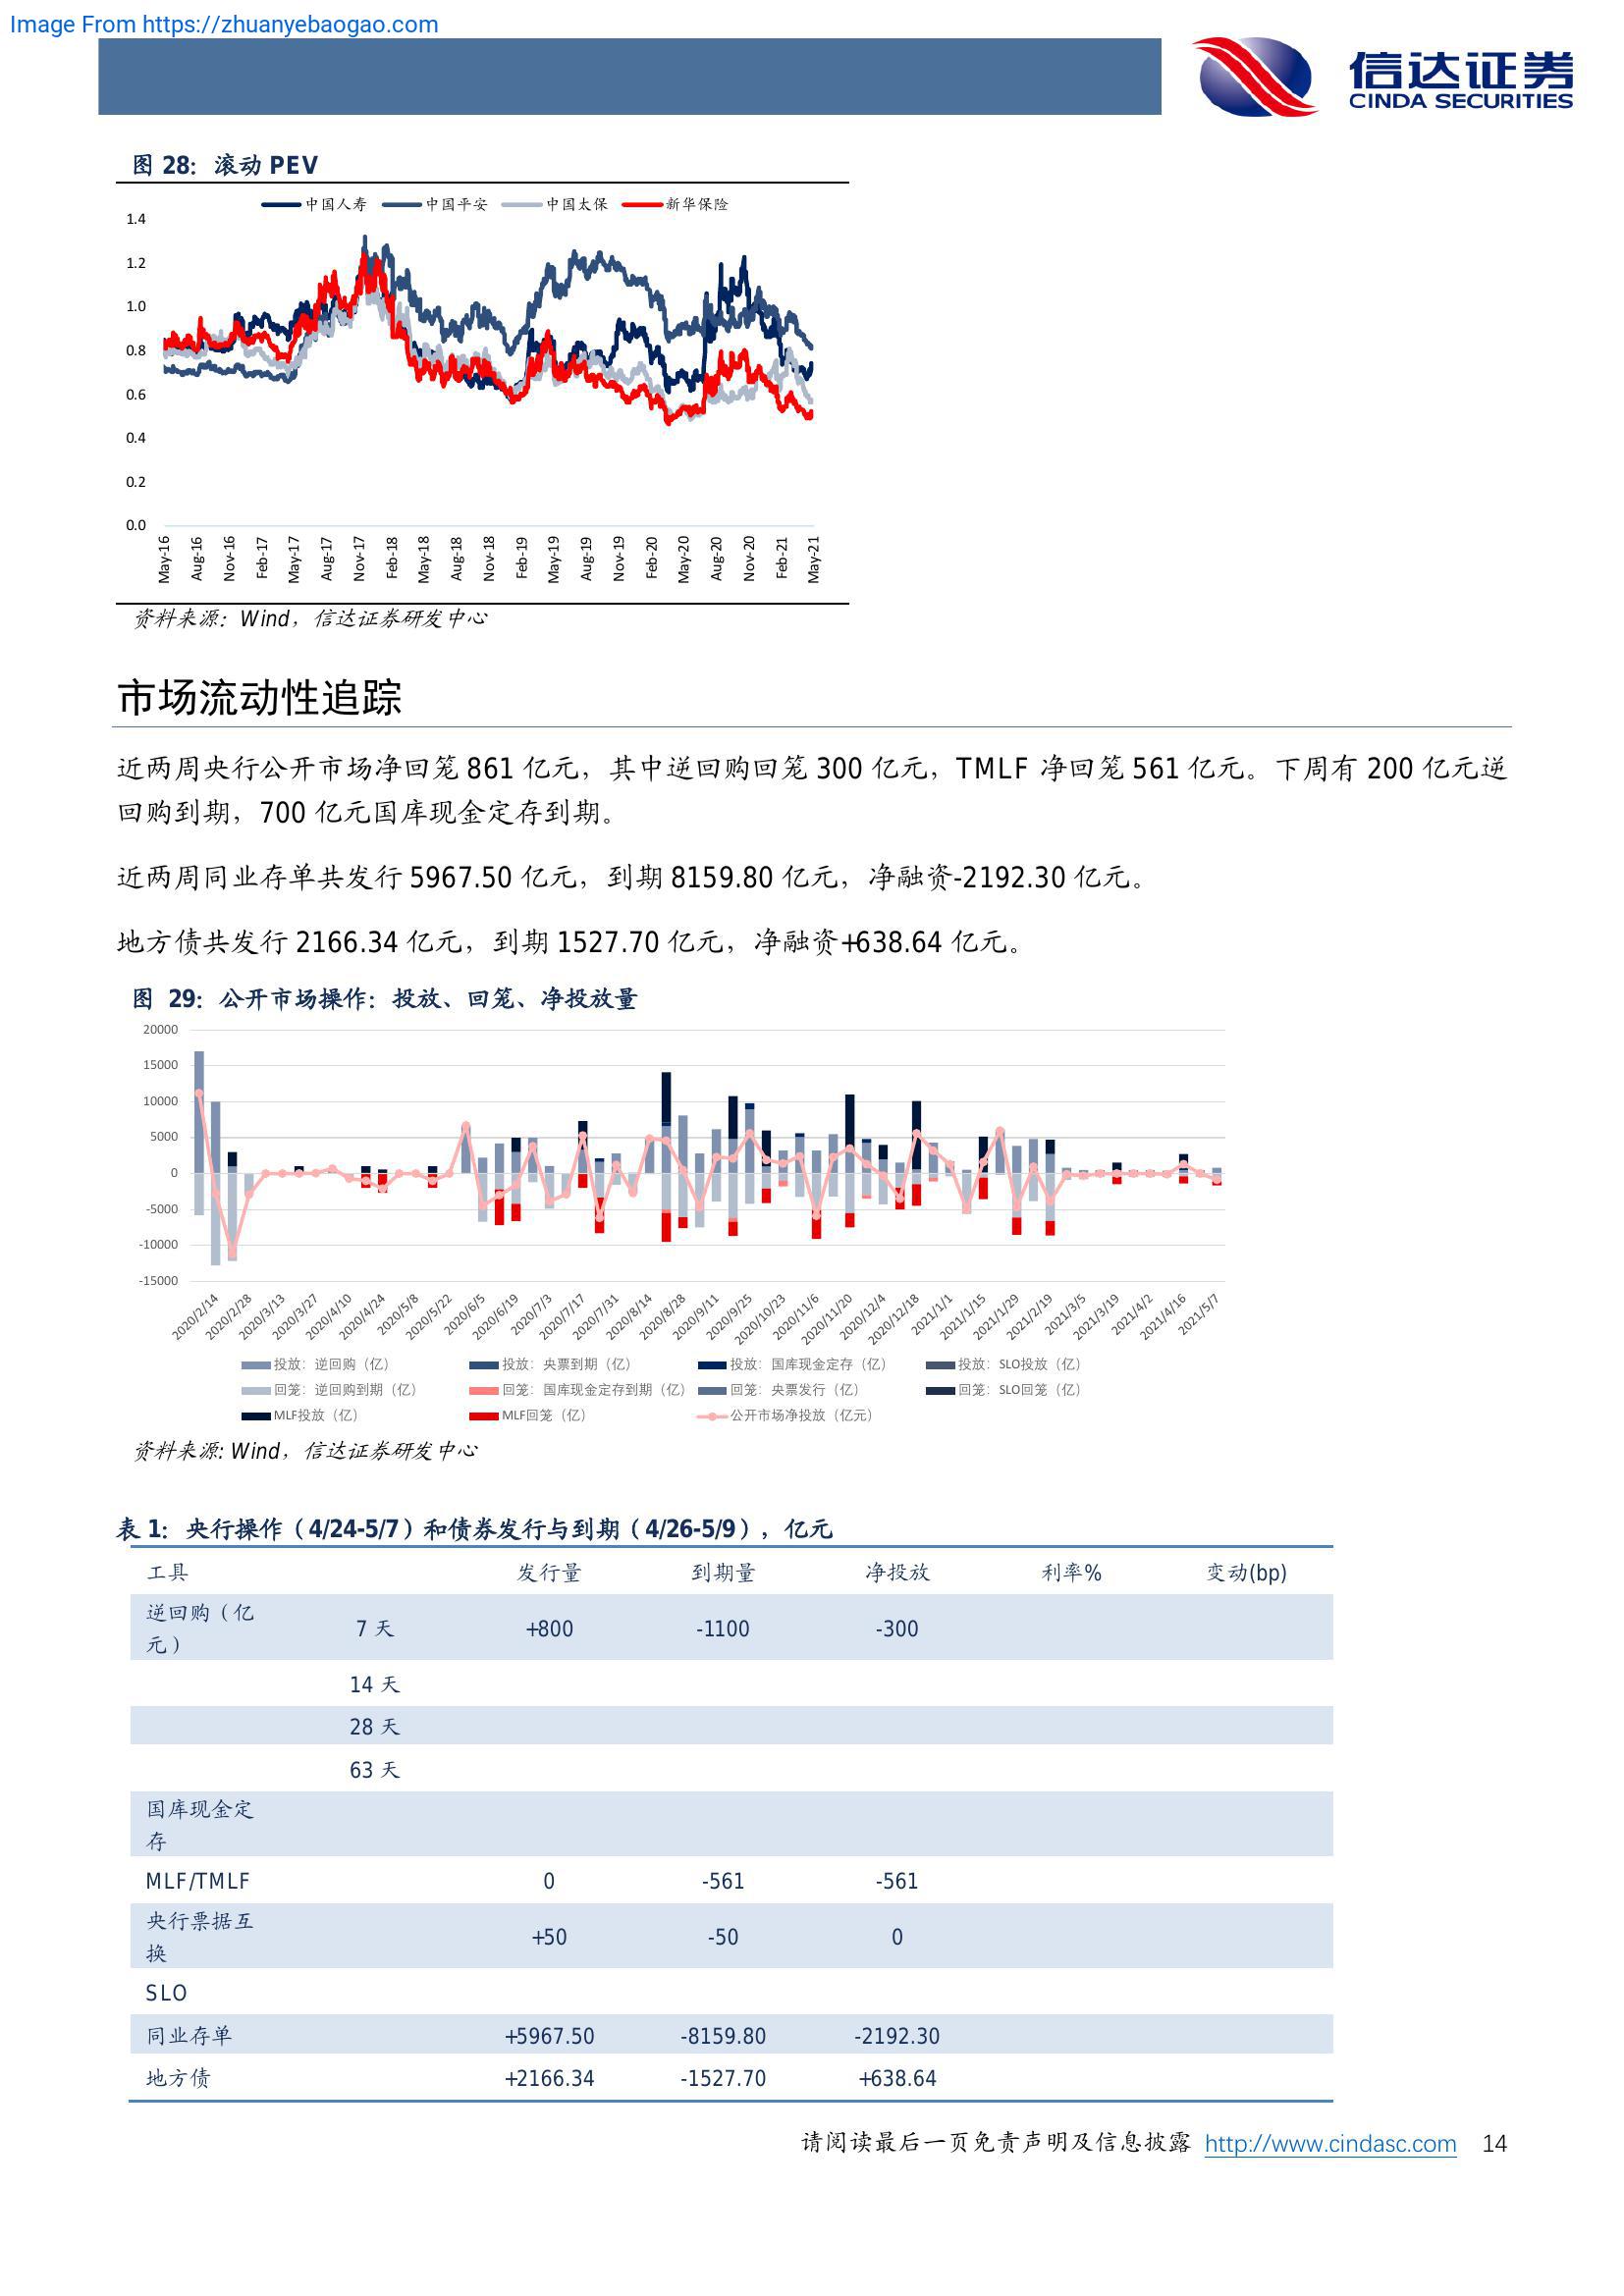 Image From https://zhuanyebaogao.com
信达证券
CINDA SECURITIES
图 28：滚动 PEV
中国人寿 中国平安 中国太保 新华保险
1.4
1.2
1.0
0.8
0.6
0.4
0.2
0.0
May-16 Aug-16 Nov-16 Feb-17 May-17 Aug-17 Nov-17 Feb-18 May-18 Aug-18 Nov-18 Feb-19 May-19 Aug-19 Nov-19 Feb-20 May-20 Aug-20 Nov-20 Feb-21 May-21
资料来源：Wind，信达证券研发中心
市场流动性追踪
近两周央行公开市场净回笼 861 亿元，其中逆回购回笼 300 亿元，TMLF 净回笼 561 亿元。下周有 200 亿元逆
回购到期，700 亿元国库现金定存到期。
近两周同业存单共发行 5967.50 亿元，到期 8159.80 亿元，净融资-2192.30 亿元。
地方债共发行 2166.34 亿元，到期 1527.70 亿元，净融资+638.64 亿元。
图 29：公开市场操作：投放、回笼、净投放量
20000
15000
10000
5000
0
-5000
-10000
-15000
2020/2/14 2020/2/28 2020/3/13 2020/3/27 2020/4/10 2020/4/24 2020/5/8 2020/5/22 2020/6/5 2020/6/19 2020/7/3 2020/7/17 2020/7/31 2020/8/14 2020/8/28 2020/9/11 2020/9/25 2020/10/23 2020/11/6 2020/11/20 2020/12/4 2020/12/18 2021/1/1 2021/1/15 2021/1/29 2021/2/19 2021/3/5 2021/3/19 2021/4/2 2021/4/16 2021/5/7
投放：逆回购（亿） 投放：央票到期（亿） 投放：国库现金定存（亿） 投放：SLO投放（亿）
回笼：逆回购到期（亿） 回笼：国库现金定存到期（亿） 回笼：央票发行（亿） 回笼：SLO回笼（亿）
MLF投放（亿） MLF回笼（亿） 公开市场净投放（亿元）
资料来源: Wind，信达证券研发中心
表 1：央行操作（4/24-5/7）和债券发行与到期（4/26-5/9），亿元
工具 发行量 到期量 净投放 利率% 变动(bp)
逆回购（亿
元） 7 天 +800 -1100 -300
14 天
28 天
63 天
国库现金定
存
MLF/TMLF 0 -561 -561
央行票据互
换 +50 -50 0
SLO
同业存单 +5967.50 -8159.80 -2192.30
地方债 +2166.34 -1527.70 +638.64
请阅读最后一页免责声明及信息披露 http://www.cindasc.com 14